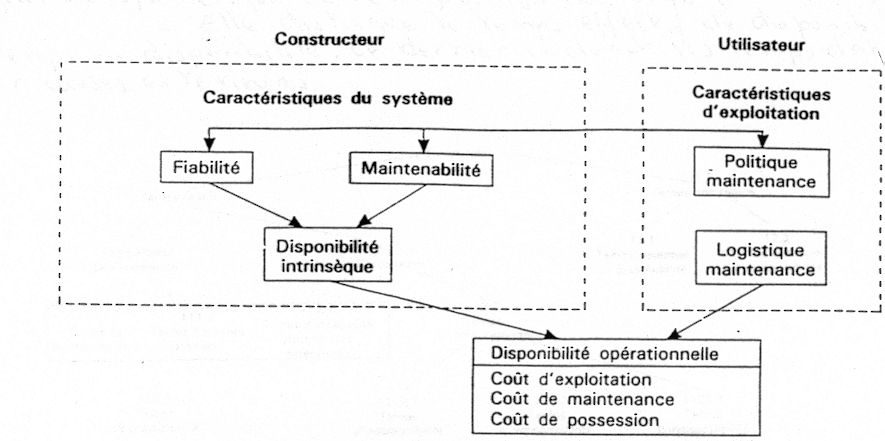 Constructeur
Utilisateur
Caractéristiques du système
Caractéristiques
d'exploitation
Fiabilité
Maintenabilité
Politique
maintenance
Disponibilité
intrinsèque
Logistique
maintenance
Disponibilité opérationnelle
Coût d'exploitation
Coût de maintenance
Coût de possession